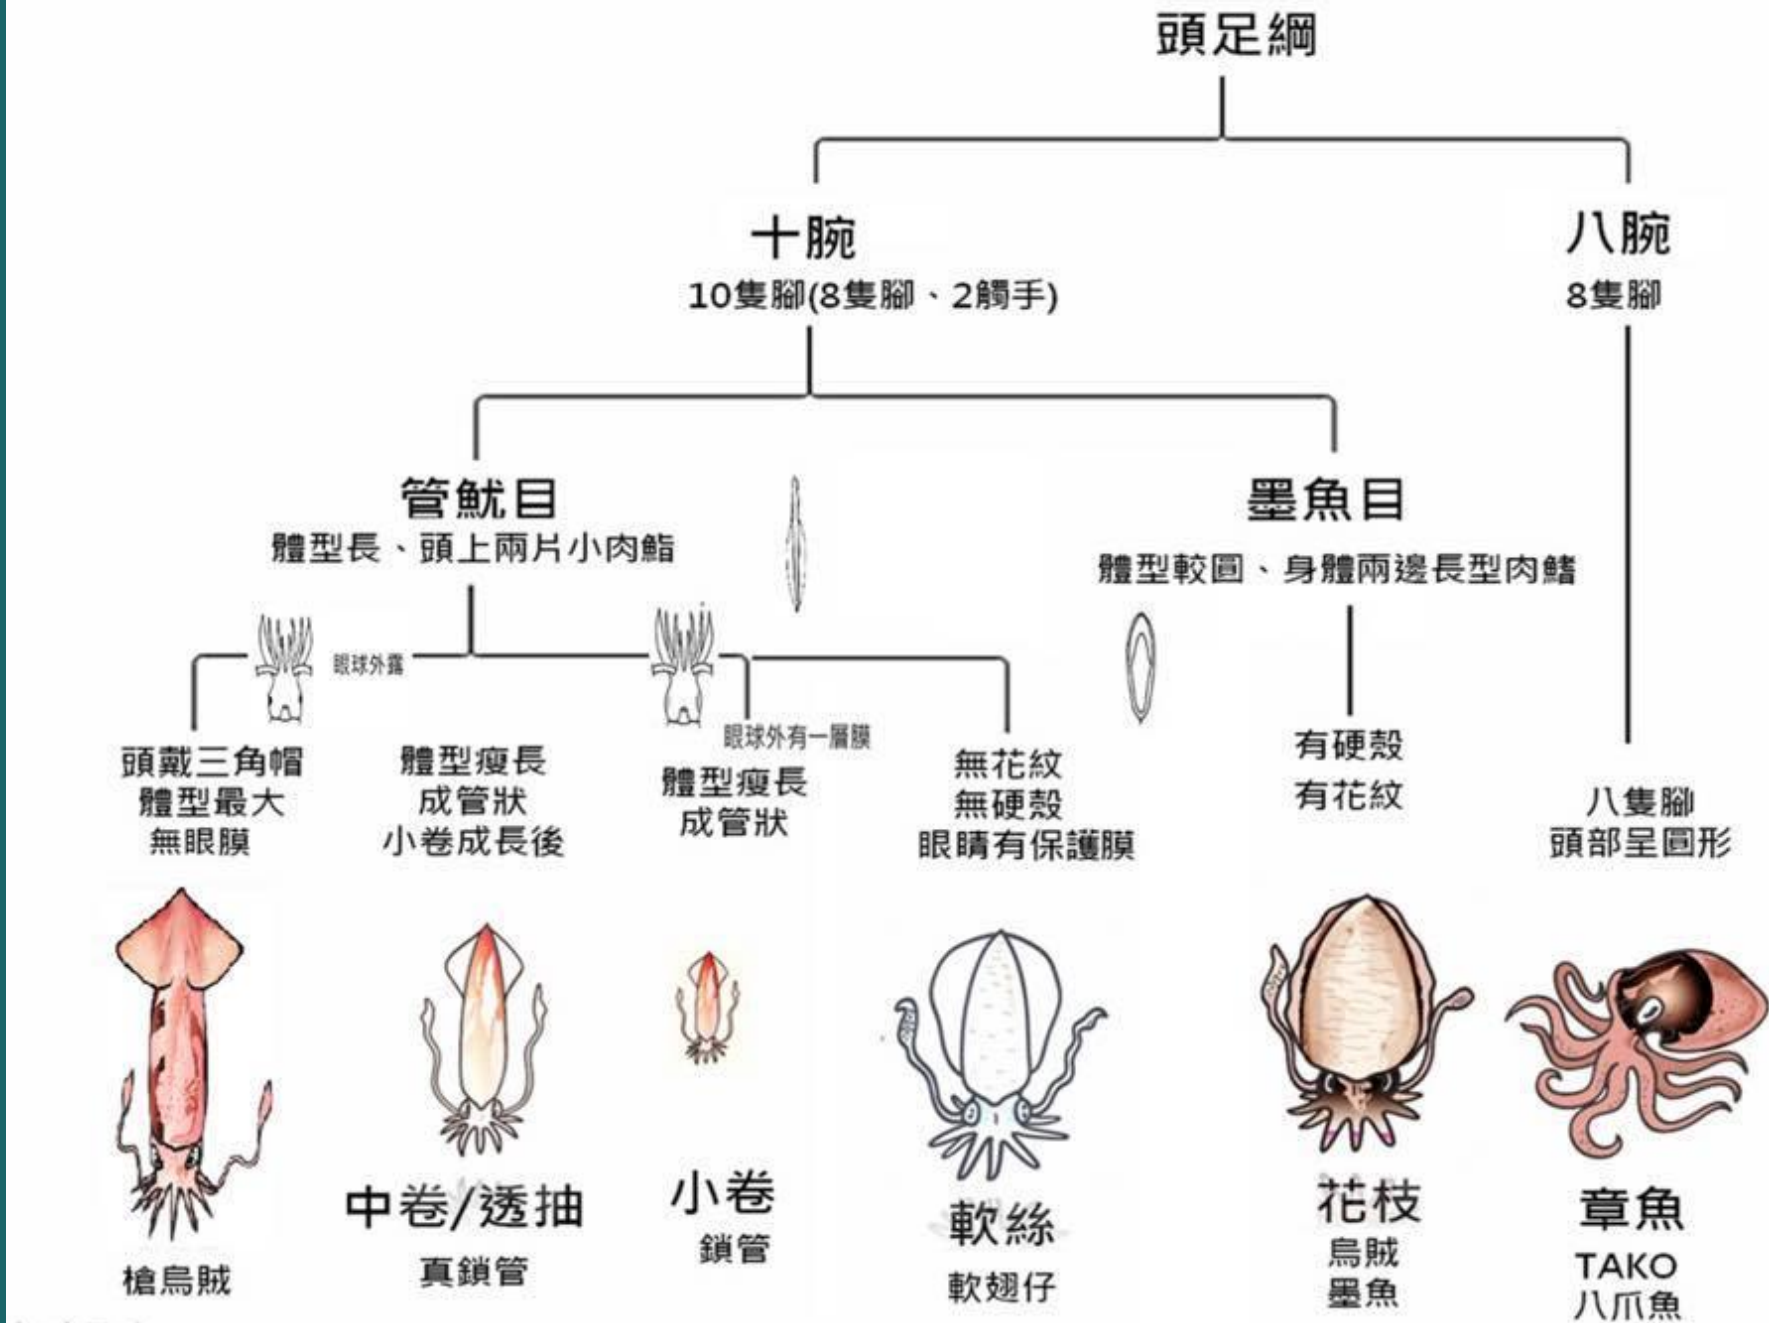 頭足綱
十腕
10隻腳(8隻腳、2觸手)
八腕
8隻腳
管魷目
體型長、頭上兩片小肉鮨
墨魚目
體型較圓、身體兩邊長型肉鰭
眼球外露
眼球外有一層膜
頭戴三角帽
體型最大
無眼膜
體型瘦長
成管狀
小卷成長後
體型瘦長
成管狀
無花紋
無硬殼
眼睛有保護膜
有硬殼
有花紋
八隻腳
頭部呈圓形
槍烏賊
中卷/透抽
真鎖管
小卷
鎖管
軟絲
軟翅仔
花枝
烏賊
墨魚
章魚
TAKO
八爪魚